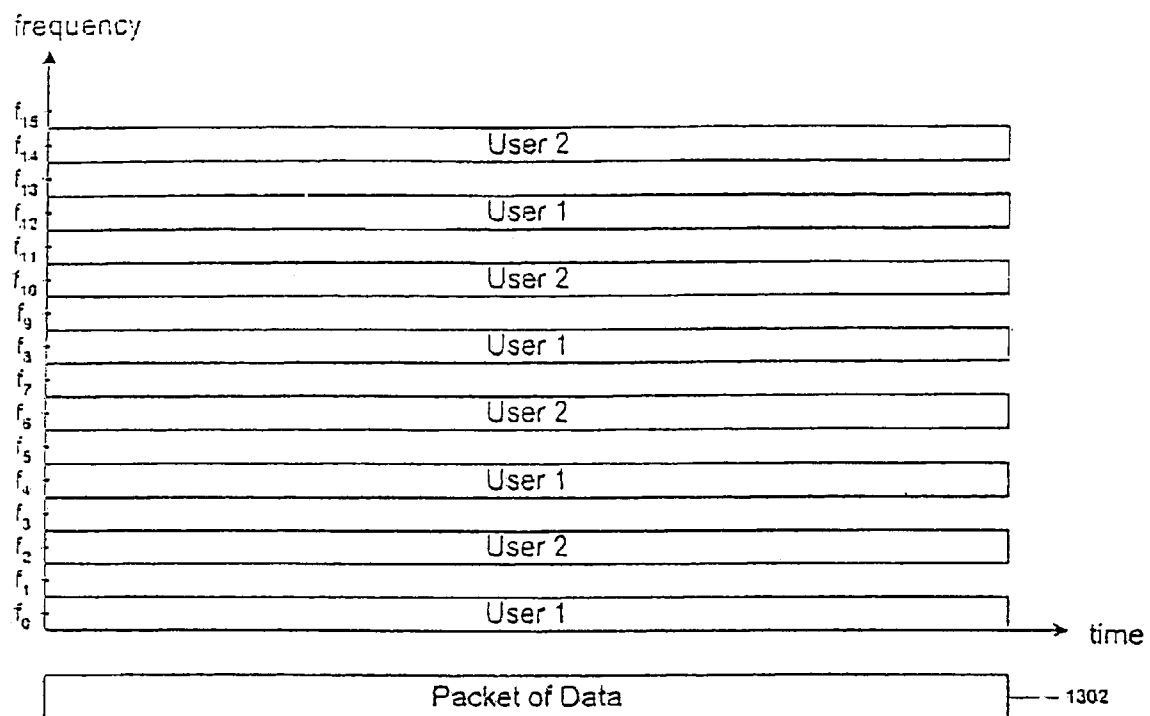 frequency
f15
f14 User 2
f13
f12 User 1
f11
f10 User 2
f9
f8 User 1
f7
f6 User 2
f5
f4 User 1
f3
f2 User 2
f1
f0 User 1
time
Packet of Data 1302